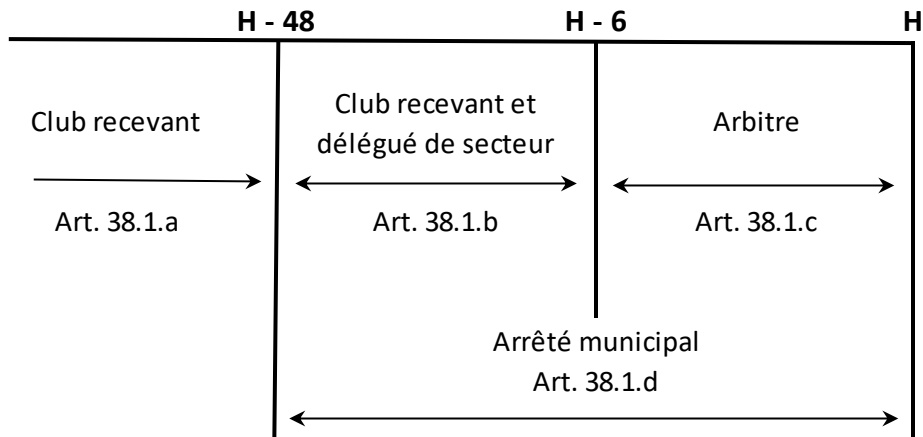 H - 48
H - 6
H
Club recevant
Club recevant et
délégué de secteur
Arbitre
Art. 38.1.a
Art. 38.1.b
Art. 38.1.c
Arrêté municipal
Art. 38.1.d